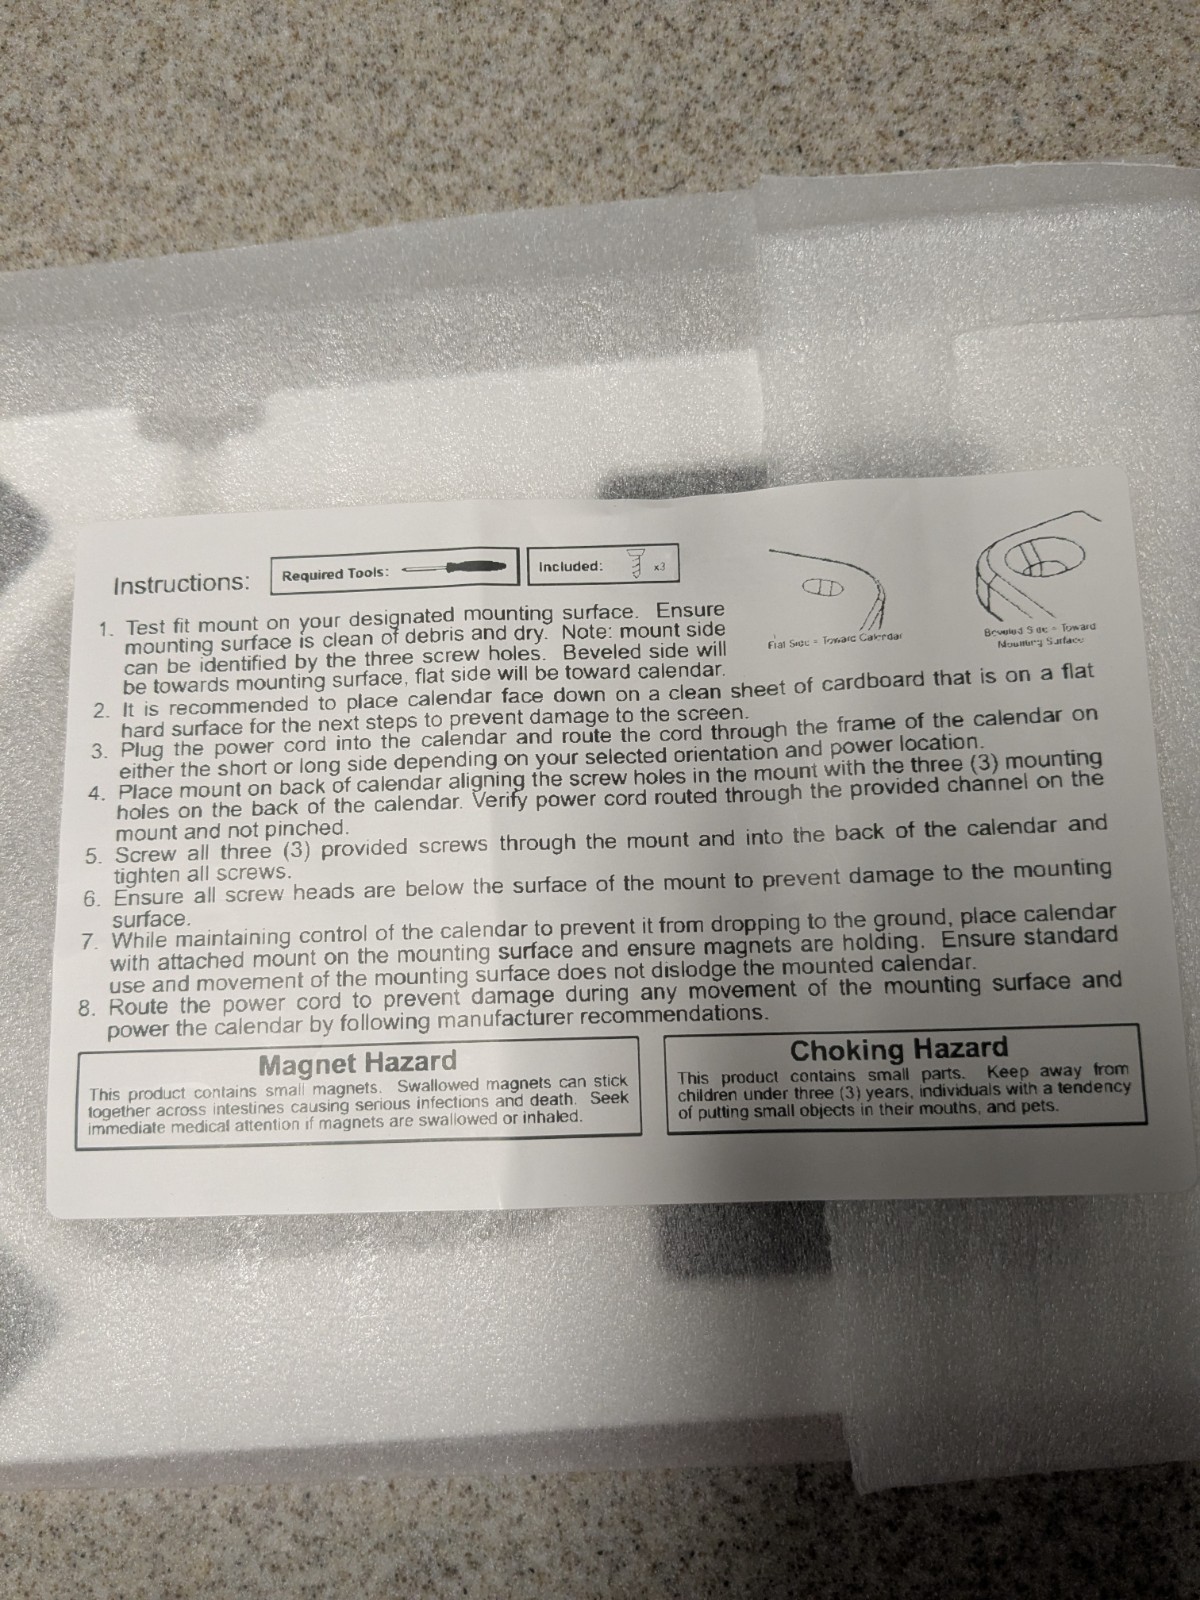 Instructions:
Required Tools:
Included:
x3
Flat Side = Toward Calendar
Beveled Side = Toward
Mounting Surface
1. Test fit mount on your designated mounting surface. Ensure
mounting surface is clean of debris and dry. Note: mount side
can be identified by the three screw holes. Beveled side will
be towards mounting surface, flat side will be toward calendar.
2. It is recommended to place calendar face down on a clean sheet of cardboard that is on a flat
hard surface for the next steps to prevent damage to the screen.
3. Plug the power cord into the calendar and route the cord through the frame of the calendar on
either the short or long side depending on your selected orientation and power location.
4. Place mount on back of calendar aligning the screw holes in the mount with the three (3) mounting
holes on the back of the calendar. Verify power cord routed through the provided channel on the
mount and not pinched.
5. Screw all three (3) provided screws through the mount and into the back of the calendar and
tighten all screws.
6. Ensure all screw heads are below the surface of the mount to prevent damage to the mounting
surface.
7. While maintaining control of the calendar to prevent it from dropping to the ground, place calendar
with attached mount on the mounting surface and ensure magnets are holding. Ensure standard
use and movement of the mounting surface does not dislodge the mounted calendar.
8. Route the power cord to prevent damage during any movement of the mounting surface and
power the calendar by following manufacturer recommendations.
Magnet Hazard
This product contains small magnets. Swallowed magnets can stick
together across intestines causing serious infections and death. Seek
immediate medical attention if magnets are swallowed or inhaled.
Choking Hazard
This product contains small parts. Keep away from
children under three (3) years, individuals with a tendency
of putting small objects in their mouths, and pets.